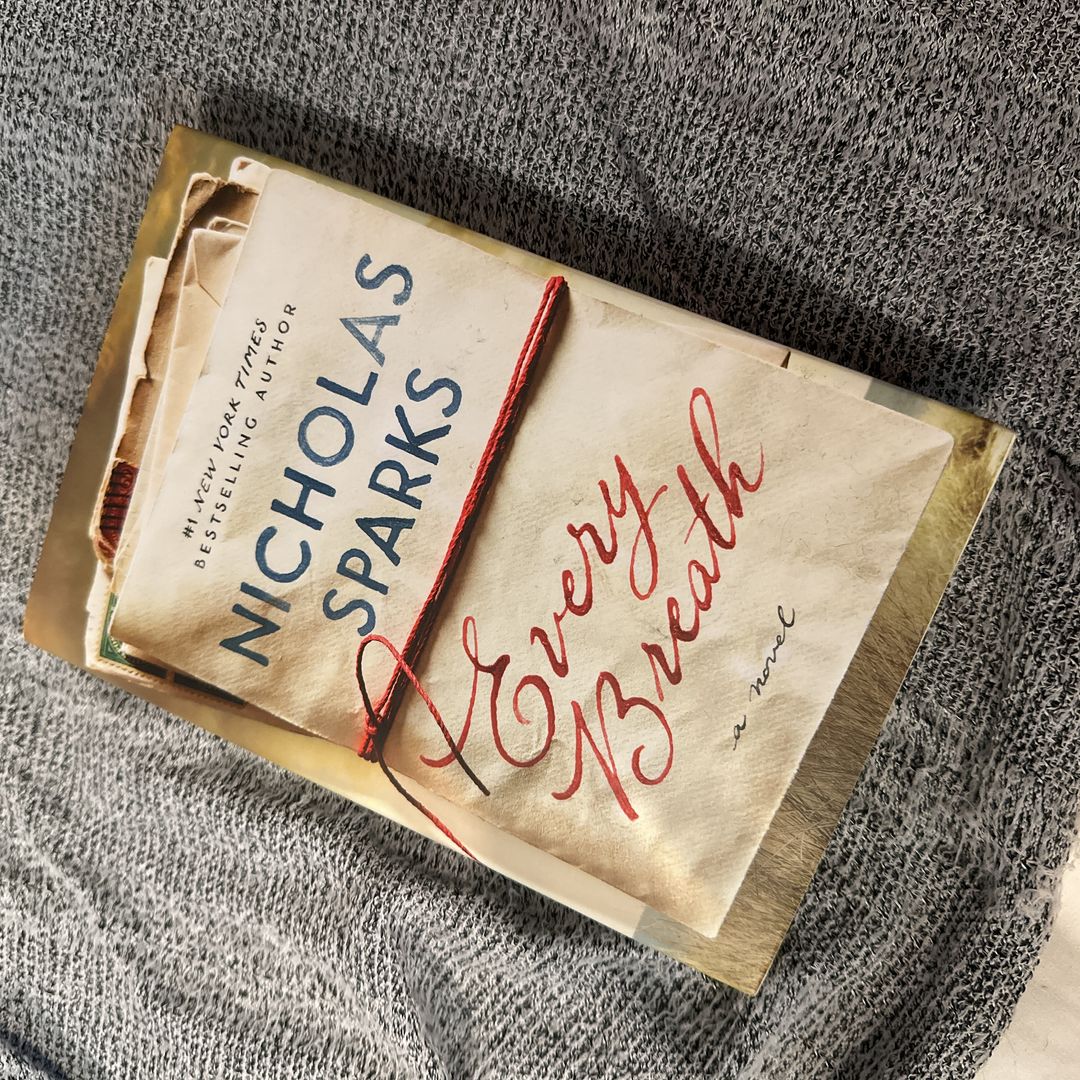 #1 NEW YORK TIMES
BESTSELLING AUTHOR
NICHOLAS
SPARKS
Every
Breath
a novel